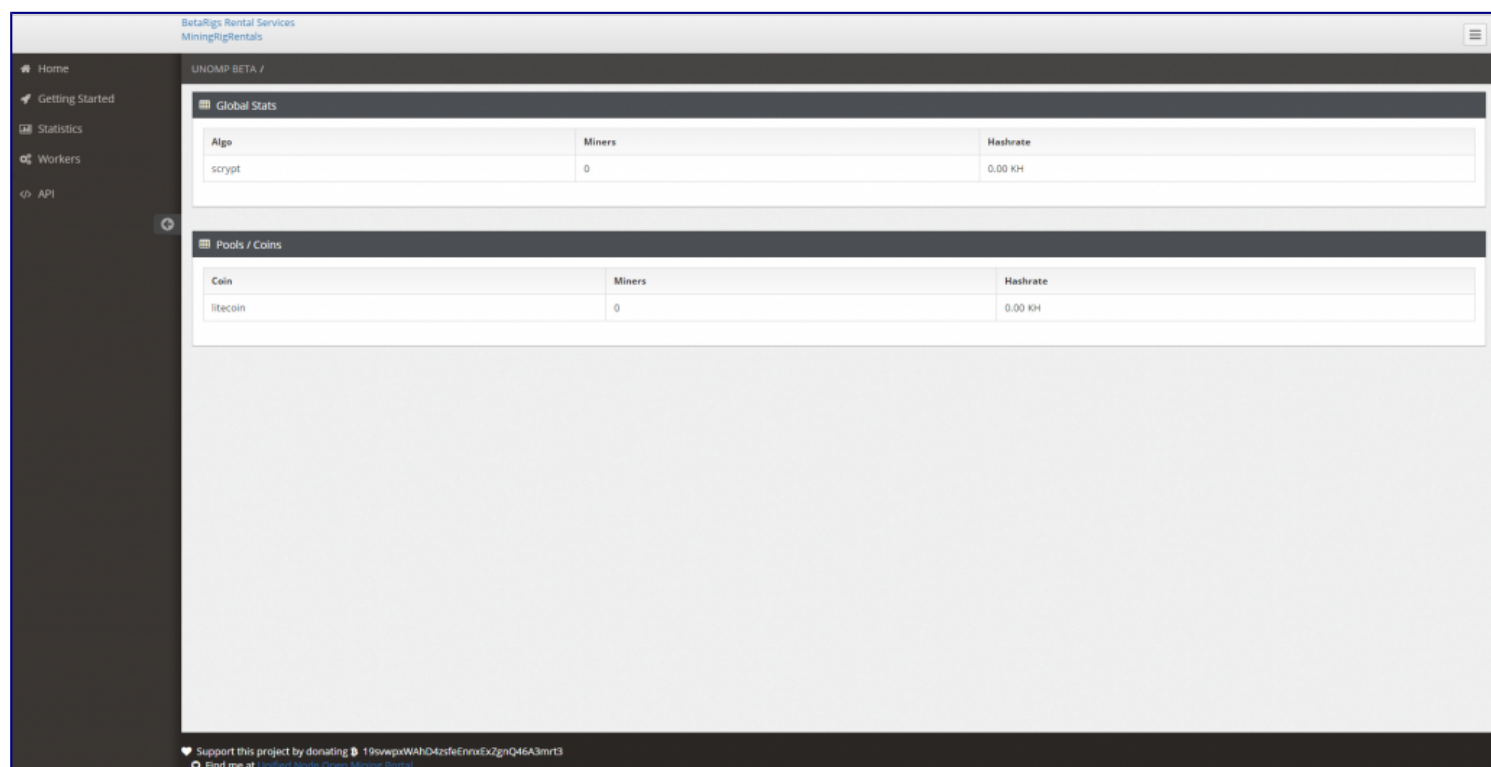 BetaRigs Rental Services
MiningRigRentals
Home
Getting Started
Statistics
Workers
API
UNOMP BETA /
Global Stats
Algo Miners Hashrate
scrypt 0 0.00 KH
Pools / Coins
Coin Miners Hashrate
litecoin 0 0.00 KH
Support this project by donating 19svwpxWAhD4zsfeEnnxExZgnQ46A3mrt3
Find me at Unified Node Open Mining Portal